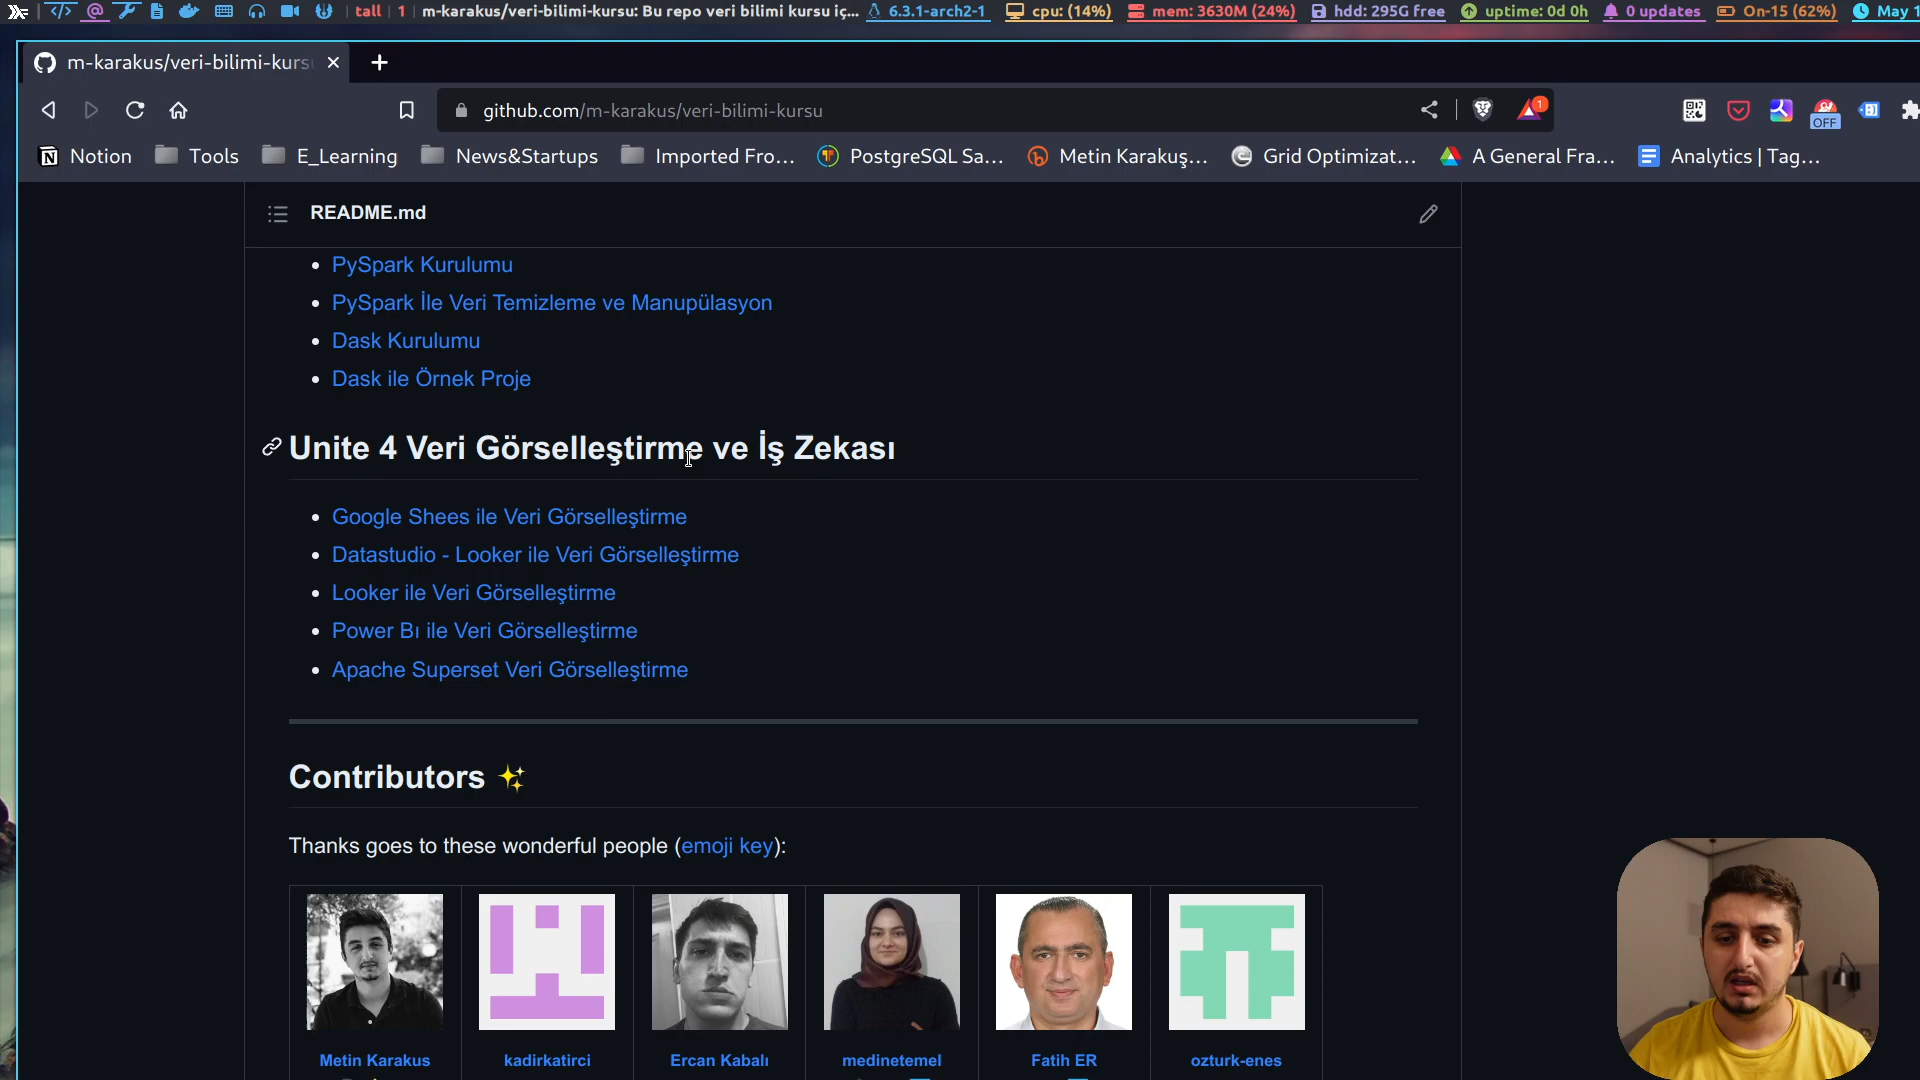 tall 1 m-karakus/veri-bilimi-kursu: Bu repo veri bilimi kursu iç... 6.3.1-arch2-1 cpu: (14%) mem: 3630M (24%) hdd: 295G free uptime: 0d 0h 0 updates On-15 (62%) May 1
m-karakus/veri-bilimi-kurs
github.com/m-karakus/veri-bilimi-kursu
1
OFF
Notion Tools E_Learning News&Startups Imported Fro... PostgreSQL Sa... Metin Karakuş... Grid Optimizat... A General Fra... Analytics | Tag...
README.md
PySpark Kurulumu
PySpark İle Veri Temizleme ve Manupülasyon
Dask Kurulumu
Dask ile Örnek Proje
Unite 4 Veri Görselleştirme ve İş Zekası
Google Shees ile Veri Görselleştirme
Datastudio - Looker ile Veri Görselleştirme
Looker ile Veri Görselleştirme
Power Bı ile Veri Görselleştirme
Apache Superset Veri Görselleştirme
Contributors ✨
Thanks goes to these wonderful people (emoji key):
Metin Karakus kadirkatirci Ercan Kabalı medinetemel Fatih ER ozturk-enes